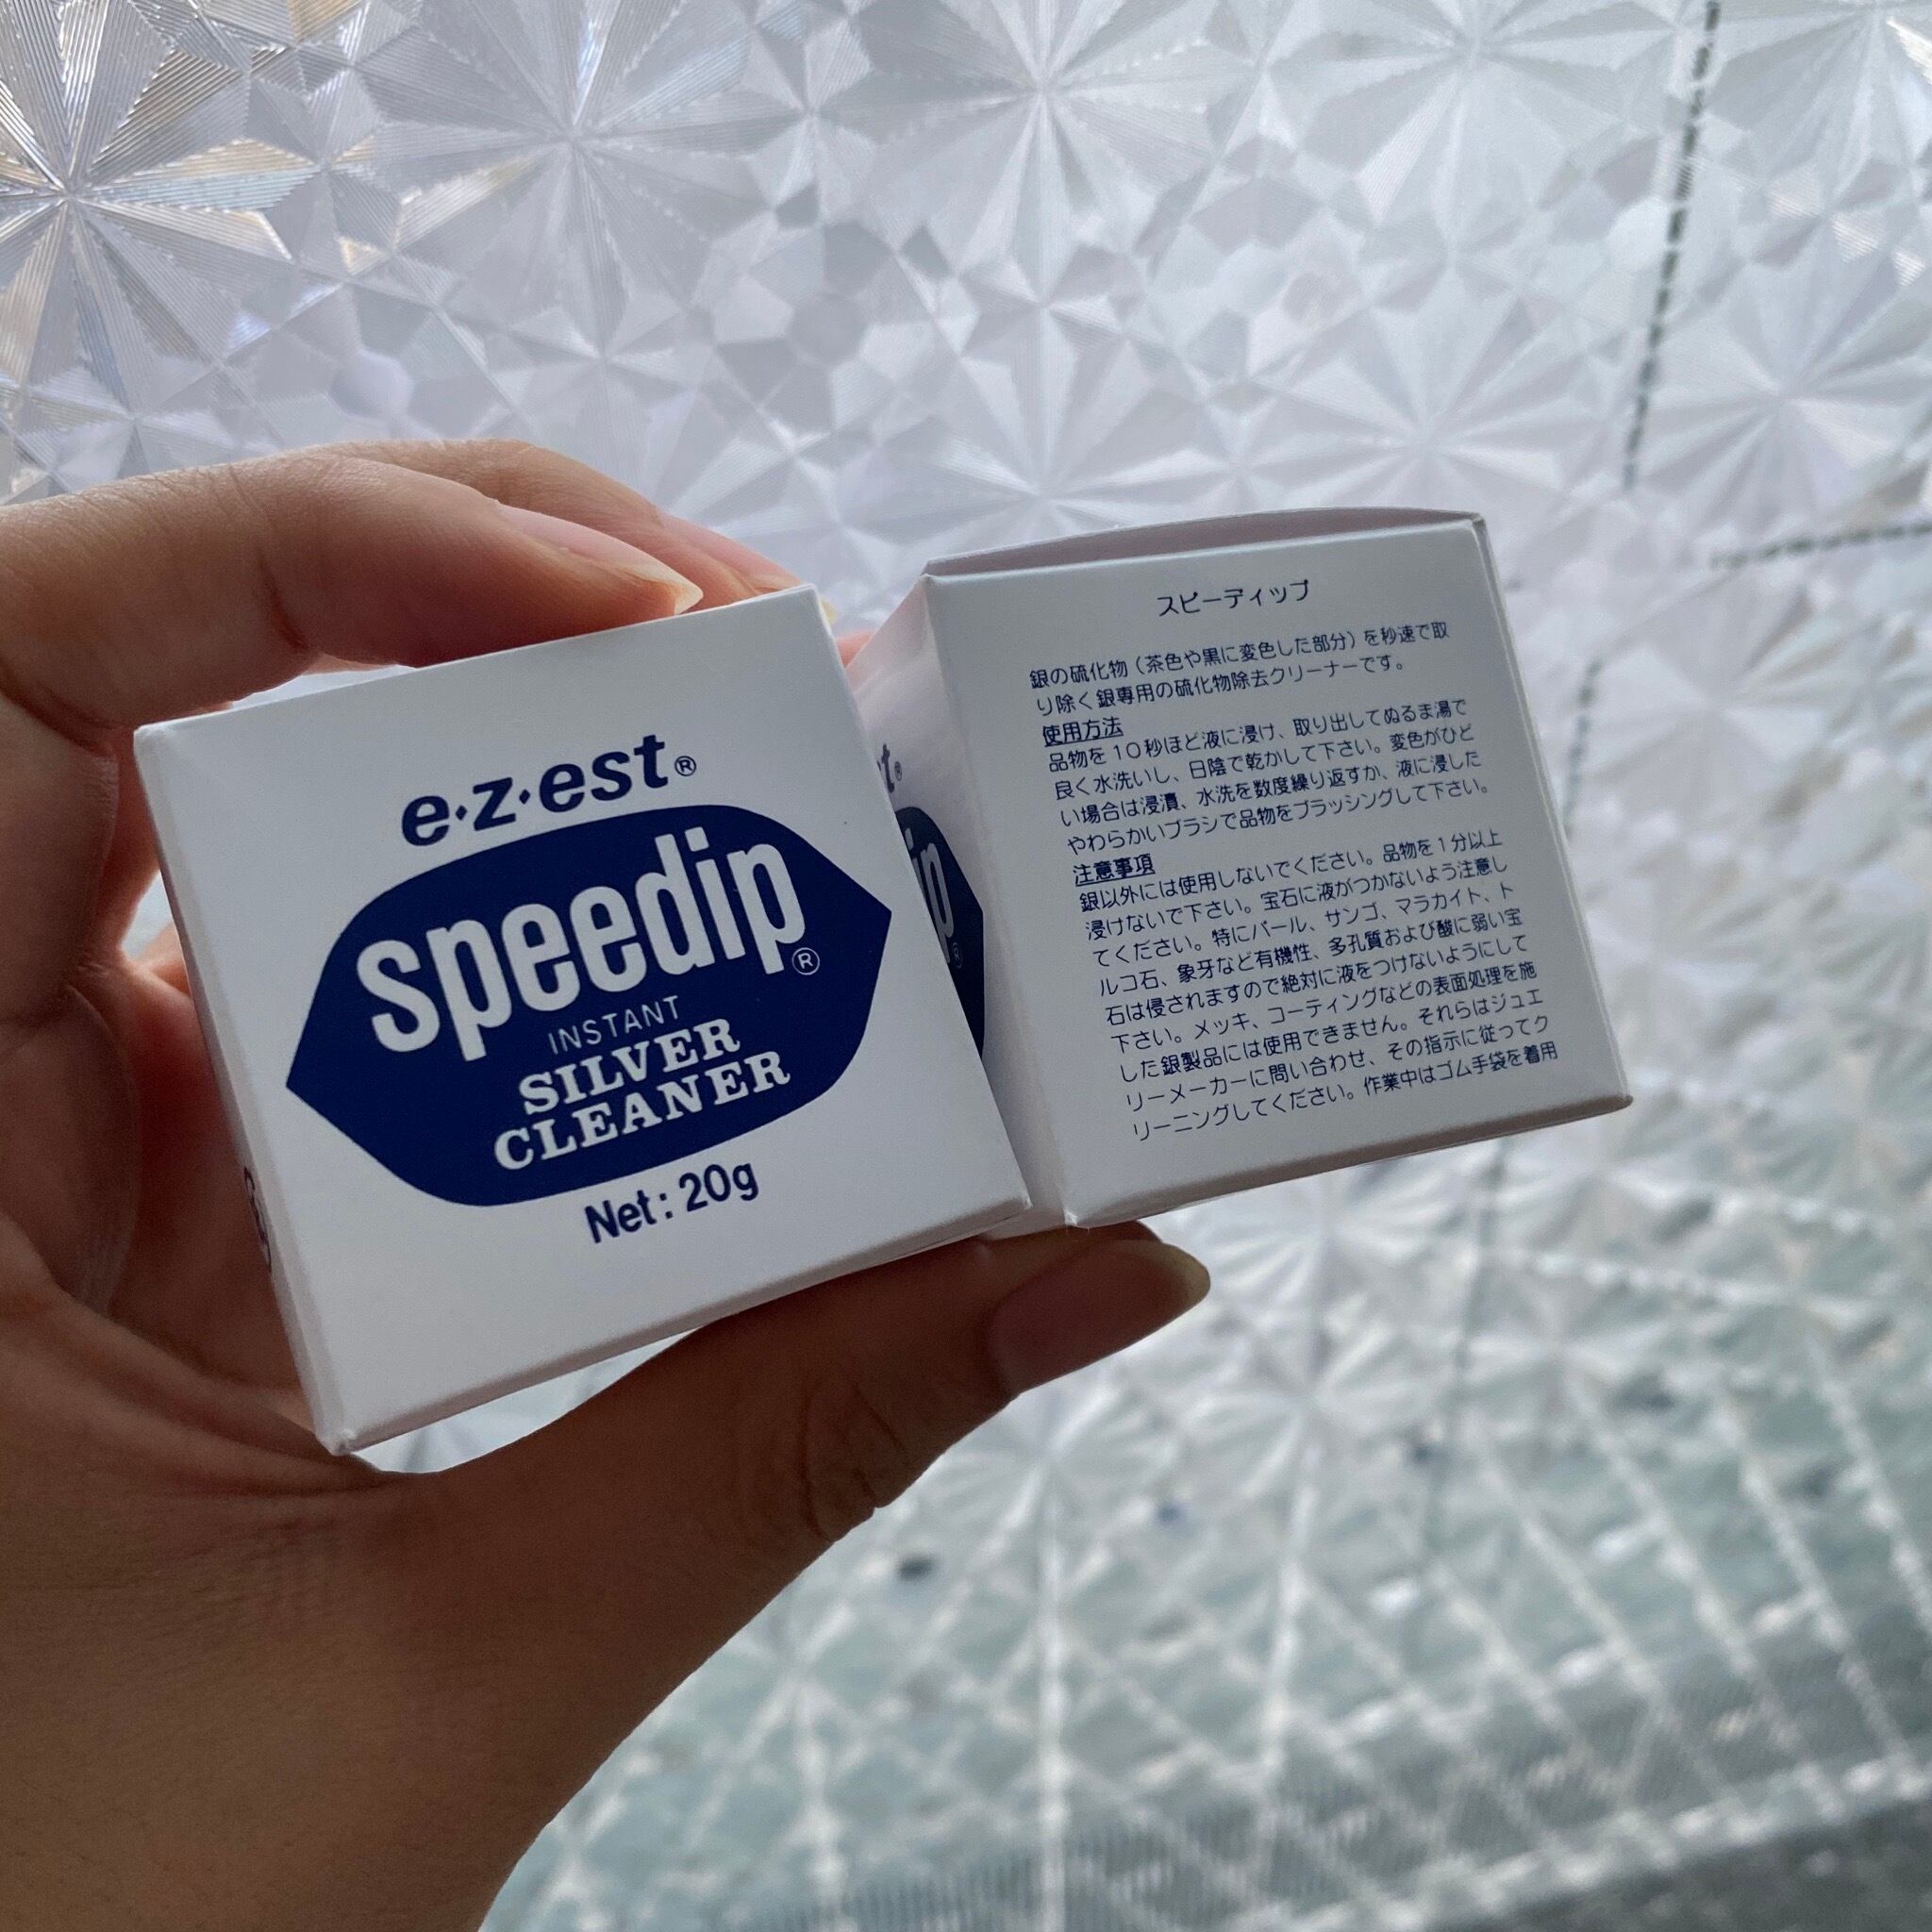 e·z·est®
speedip®
INSTANT
SILVER
CLEANER
Net: 20g
t®
ip®
スピーディップ
銀の硫化物（茶色や黒に変色した部分）を秒速で取
り除く銀専用の硫化物除去クリーナーです。
使用方法
品物を10秒ほど液に浸け、取り出してぬるま湯で
良く水洗いし、日陰で乾かして下さい。変色がひど
い場合は浸漬、水洗を数度繰り返すか、液に浸した
やわらかいブラシで品物をブラッシングして下さい。
注意事項
銀以外には使用しないでください。品物を1分以上
浸けないで下さい。宝石に液がつかないよう注意し
てください。特にパール、サンゴ、マラカイト、ト
ルコ石、象牙など有機性、多孔質および酸に弱い宝
石は侵されますので絶対に液をつけないようにして
下さい。メッキ、コーティングなどの表面処理を施
した銀製品には使用できません。それらはジュエ
リーメーカーに問い合わせ、その指示に従ってク
リーニングしてください。作業中はゴム手袋を着用